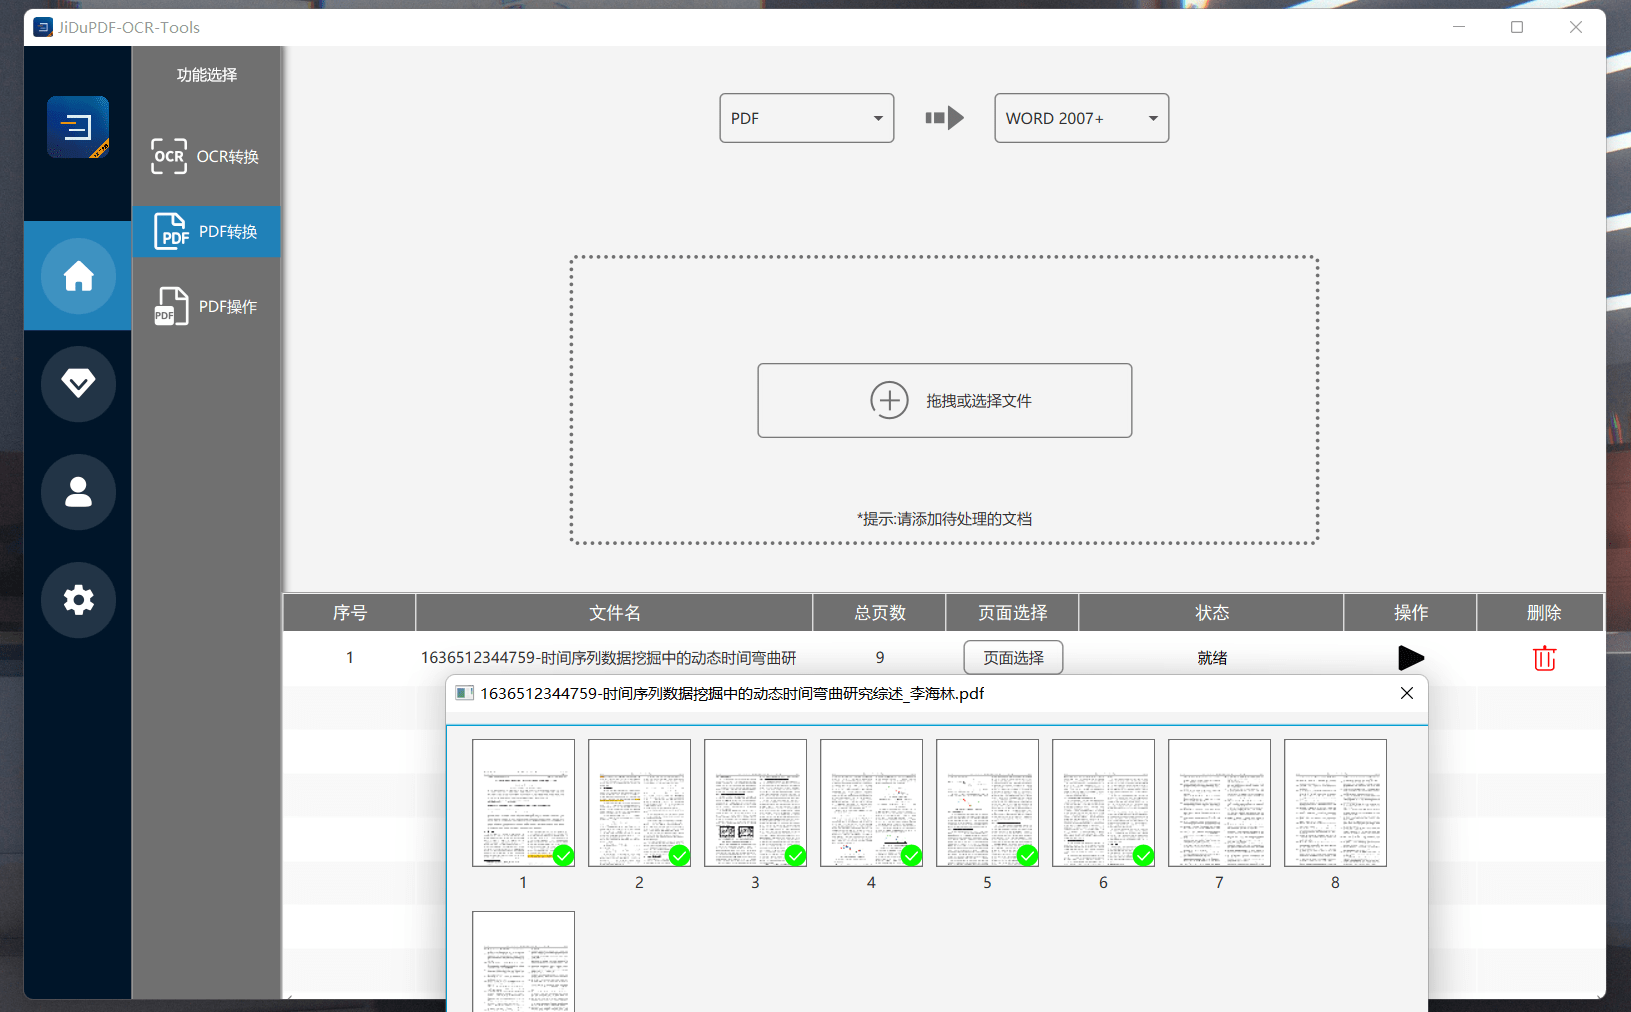 JiDuPDF-OCR-Tools
功能选择
OCR
OCR转换
PDF
PDF转换
PDF
PDF操作
PDF
WORD 2007+
拖拽或选择文件
*提示:请添加待处理的文档
序号
文件名
总页数
页面选择
状态
操作
删除
1
1636512344759-时间序列数据挖掘中的动态时间弯曲研
9
页面选择
就绪
1636512344759-时间序列数据挖掘中的动态时间弯曲研究综述_李海林.pdf
1
2
3
4
5
6
7
8